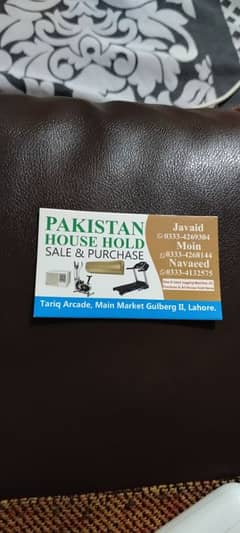 PAKISTAN
HOUSE HOLD
SALE & PURCHASE
Javaid
0333-4269304
Moin
0333-4268144
Navaeed
0333-4132575
Tariq Arcade, Main Market Gulberg II, Lahore.